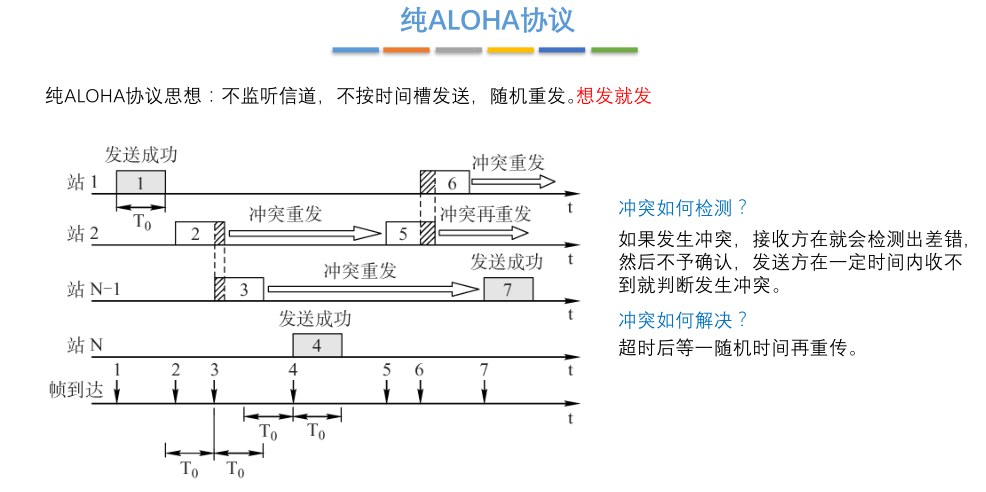 纯ALOHA协议
纯ALOHA协议思想：不监听信道，不按时间槽发送，随机重发。想发就发
发送成功
站 1
1
6
冲突重发
t
T0
站 2
2
冲突重发
5
冲突再重发
t
站 N-1
3
冲突重发
发送成功
7
t
发送成功
站 N
4
t
1 2 3 4 5 6 7
帧到达
t
T0 T0
T0 T0
冲突如何检测？
如果发生冲突，接收方在就会检测出差错，
然后不予确认，发送方在一定时间内收不
到就判断发生冲突。
冲突如何解决？
超时后等一随机时间再重传。